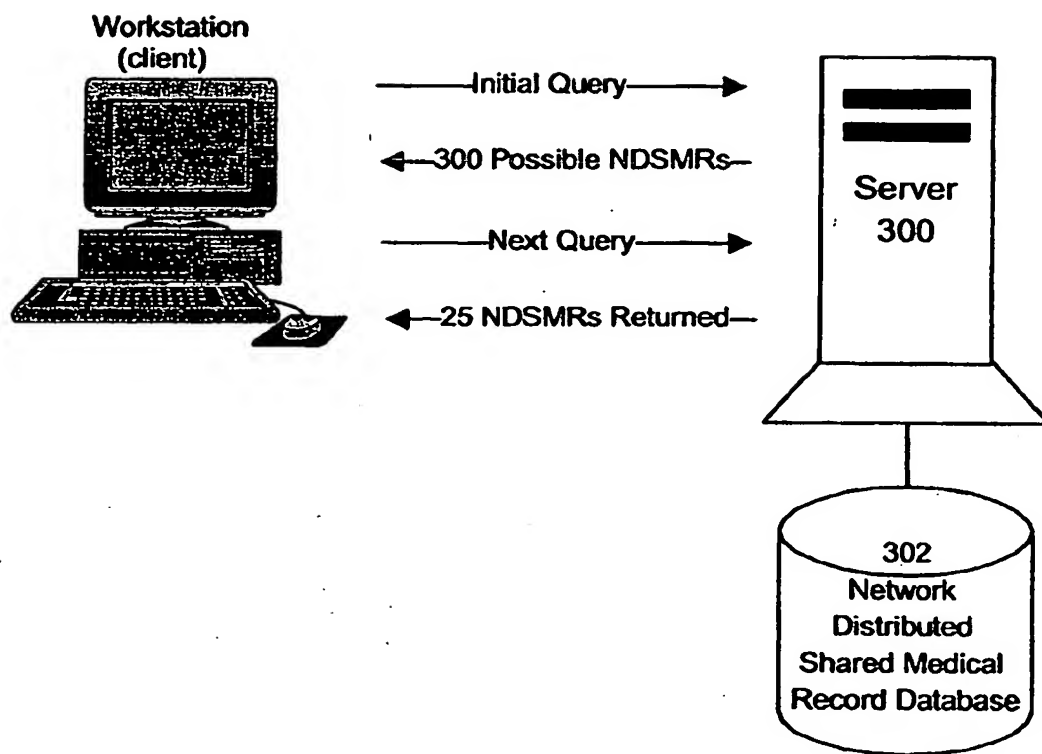 Workstation
(client)
Initial Query
300 Possible NDSMRs
Next Query
25 NDSMRs Returned
Server
300
302
Network
Distributed
Shared Medical
Record Database